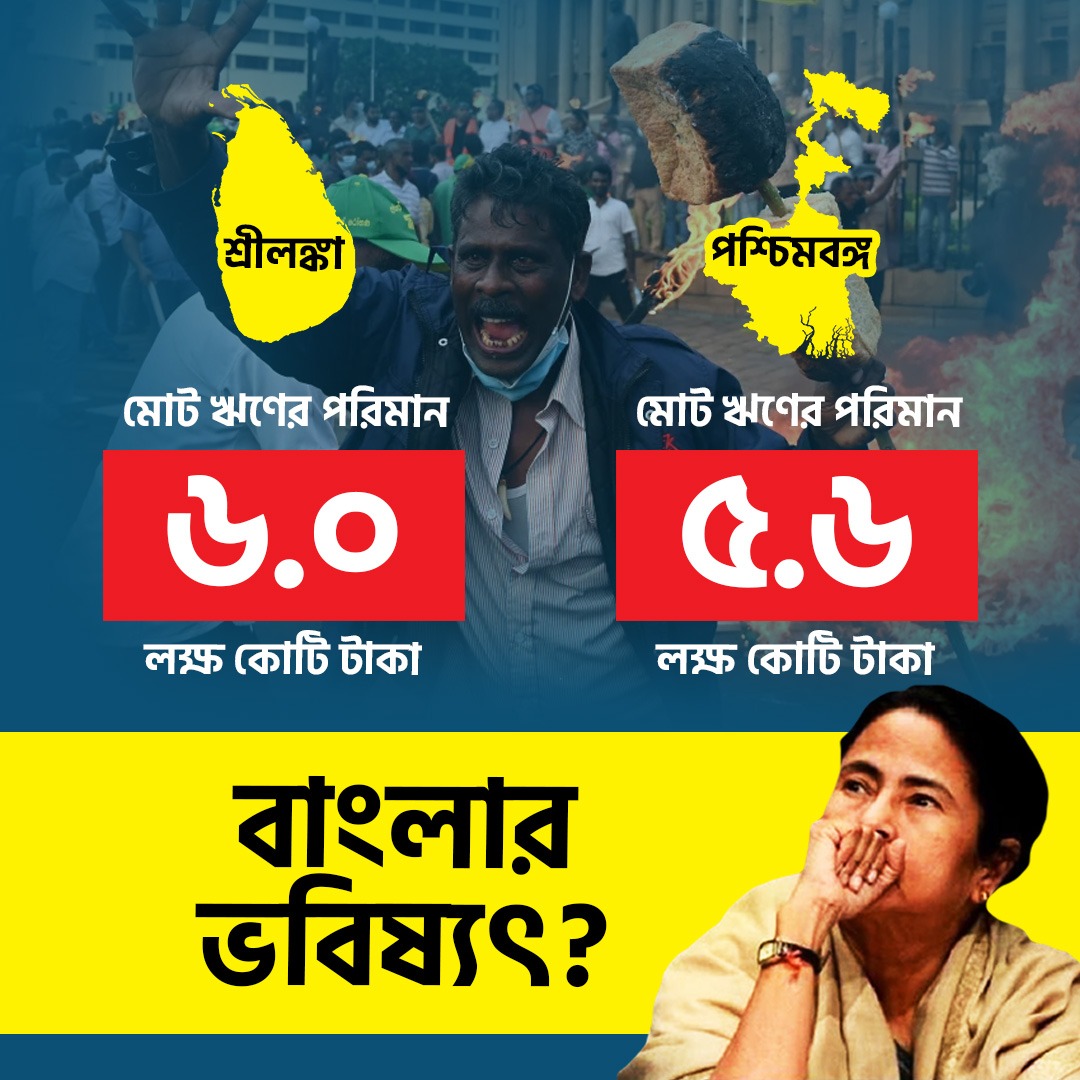 শ্রীলঙ্কা
পশ্চিমবঙ্গ
মোট ঋণের পরিমান
মোট ঋণের পরিমান
৬.০
৫.৬
লক্ষ কোটি টাকা
লক্ষ কোটি টাকা
বাংলার
ভবিষ্যৎ?